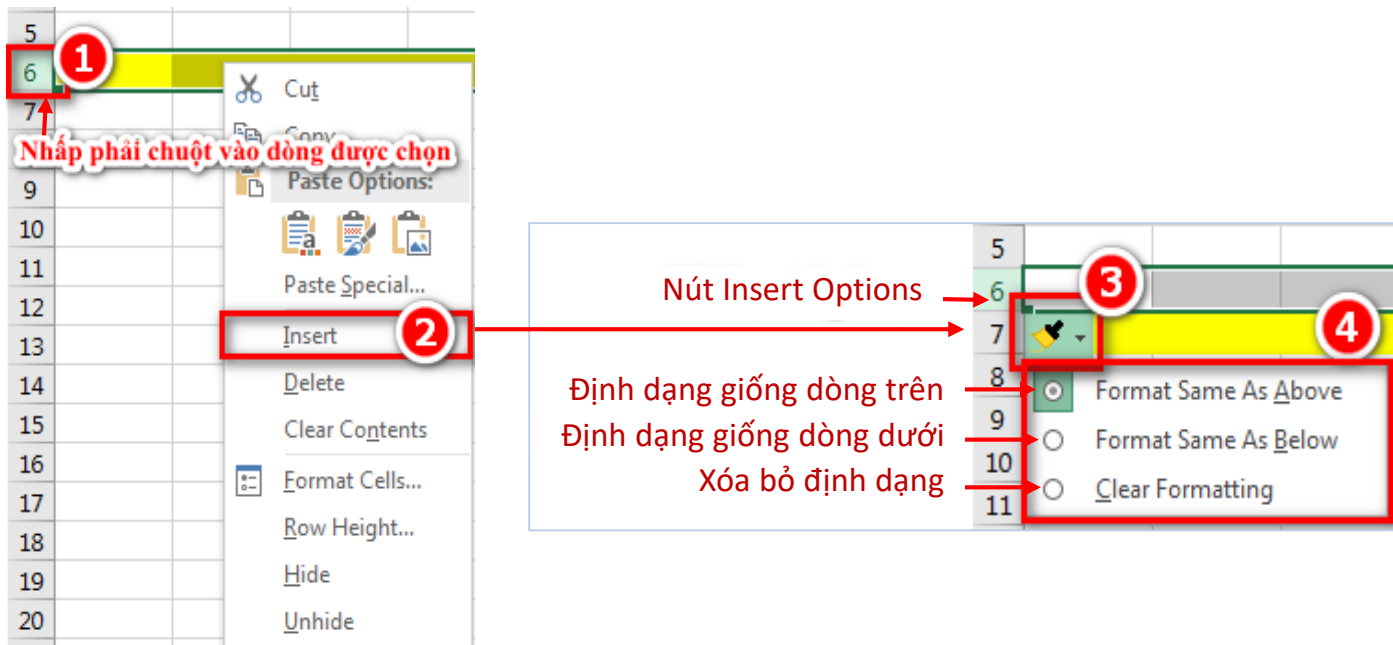 5
6
1
7
Nhấp phải chuột vào dòng được chọn
9
10
11
12
13
14
15
16
17
18
19
20
Cut
Copy
Paste Options:
Paste Special...
Insert
2
Delete
Clear Contents
Format Cells...
Row Height...
Hide
Unhide
Nút Insert Options
Định dạng giống dòng trên
Định dạng giống dòng dưới
Xóa bỏ định dạng
5
6
3
7
4
8
Format Same As Above
9
Format Same As Below
10
Clear Formatting
11